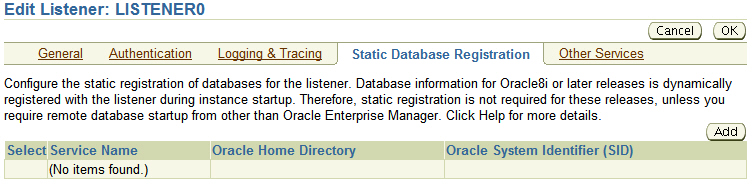 Edit Listener: LISTENER0
Cancel OK
General Authentication Logging & Tracing Static Database Registration Other Services
Configure the static registration of databases for the listener. Database information for Oracle8i or later releases is dynamically
registered with the listener during instance startup. Therefore, static registration is not required for these releases, unless you
require remote database startup from other than Oracle Enterprise Manager. Click Help for more details.
Add
Select Service Name Oracle Home Directory Oracle System Identifier (SID)
(No items found.)